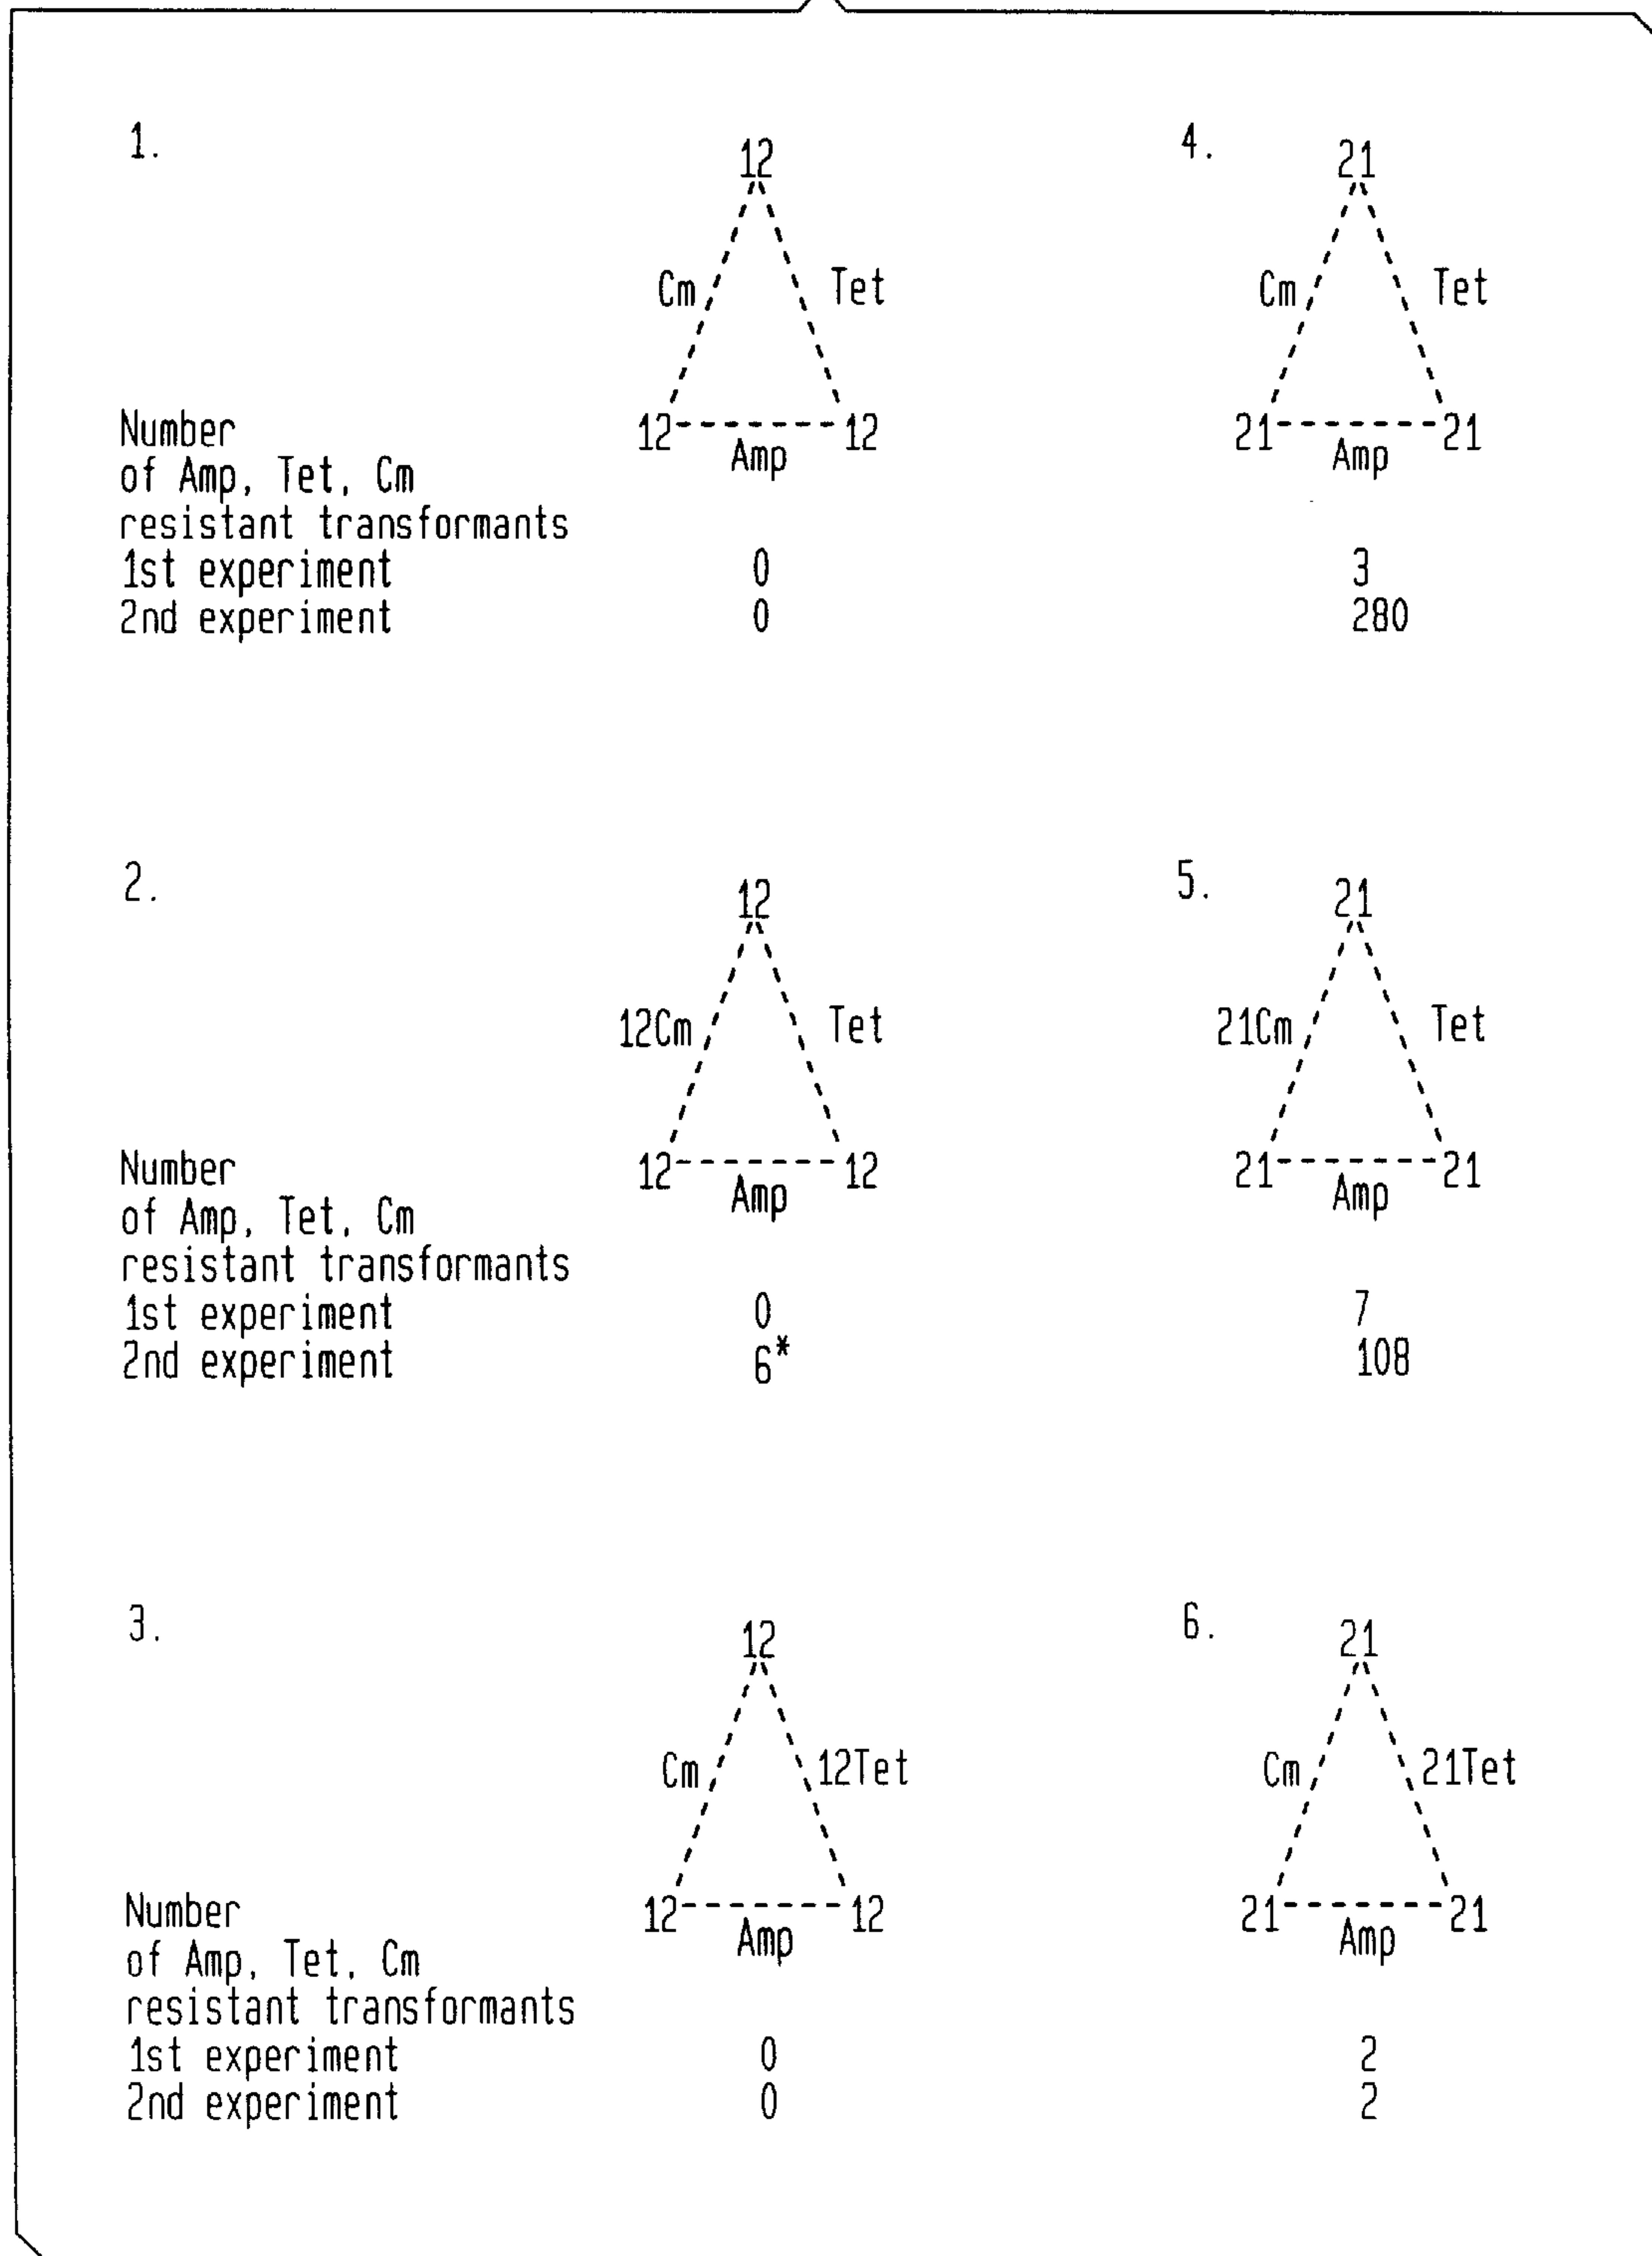 1.
12
Cm
Tet
12
12
Amp
Number
of Amp, Tet, Cm
resistant transformants
1st experiment 0
2nd experiment 0
4.
21
Cm
Tet
21
21
Amp
3
280
2.
12
12Cm
Tet
12
12
Amp
Number
of Amp, Tet, Cm
resistant transformants
1st experiment 0
2nd experiment 6*
5.
21
21Cm
Tet
21
21
Amp
7
108
3.
12
Cm
12Tet
12
12
Amp
Number
of Amp, Tet, Cm
resistant transformants
1st experiment 0
2nd experiment 0
6.
21
Cm
21Tet
21
21
Amp
2
2